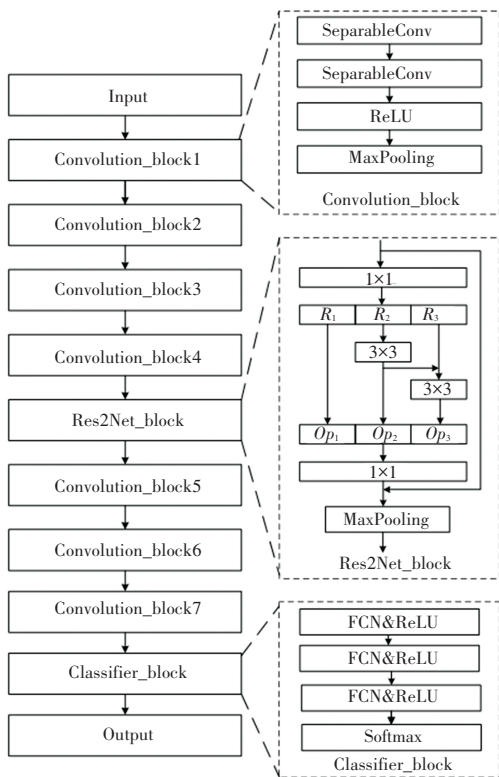 Input
Convolution_block1
Convolution_block2
Convolution_block3
Convolution_block4
Res2Net_block
Convolution_block5
Convolution_block6
Convolution_block7
Classifier_block
Output
SeparableConv
SeparableConv
ReLU
MaxPooling
Convolution_block
1×1
R₁ R₂ R₃
3×3
3×3
Op₁ Op₂ Op₃
1×1
MaxPooling
Res2Net_block
FCN&ReLU
FCN&ReLU
FCN&ReLU
Softmax
Classifier_block